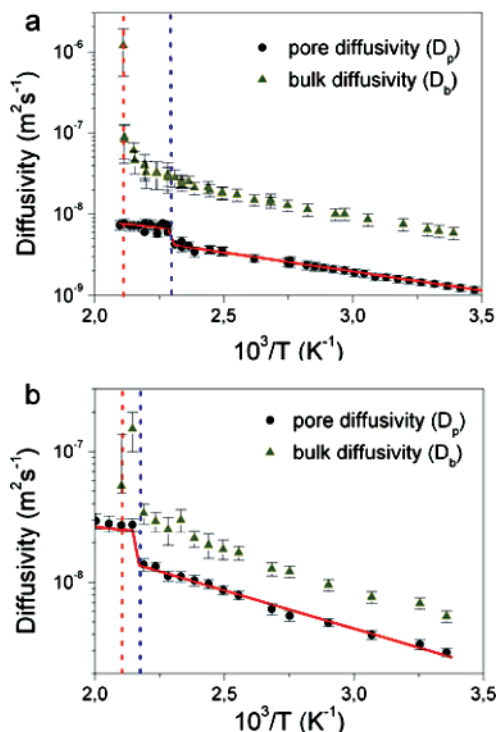 a
10⁻⁶
pore diffusivity (Dₚ)
bulk diffusivity (D_b)
10⁻⁷
Diffusivity (m²s⁻¹)
10⁻⁸
10⁻⁹
2,0 2,5 3,0 3,5
10³/T (K⁻¹)
b
pore diffusivity (Dₚ)
bulk diffusivity (D_b)
10⁻⁷
Diffusivity (m²s⁻¹)
10⁻⁸
2,0 2,5 3,0 3,5
10³/T (K⁻¹)